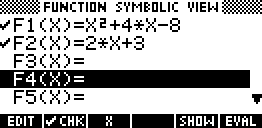 FUNCTION SYMBOLIC VIEW
✓F1(X)=X²+4*X-8
✓F2(X)=2*X+3
F3(X)=
F4(X)=
F5(X)=
EDIT ✓CHK X SHOW EVAL